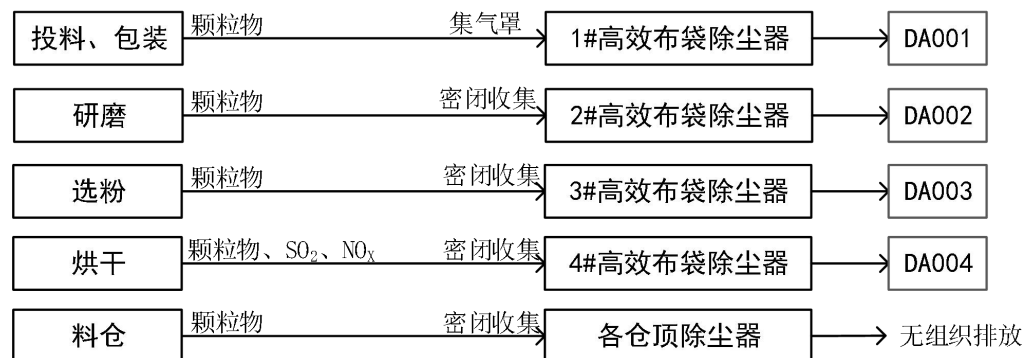 投料、包装 颗粒物 集气罩 1#高效布袋除尘器 DA001
研磨 颗粒物 密闭收集 2#高效布袋除尘器 DA002
选粉 颗粒物 密闭收集 3#高效布袋除尘器 DA003
烘干 颗粒物、SO₂、NOₓ 密闭收集 4#高效布袋除尘器 DA004
料仓 颗粒物 密闭收集 各仓顶除尘器 无组织排放